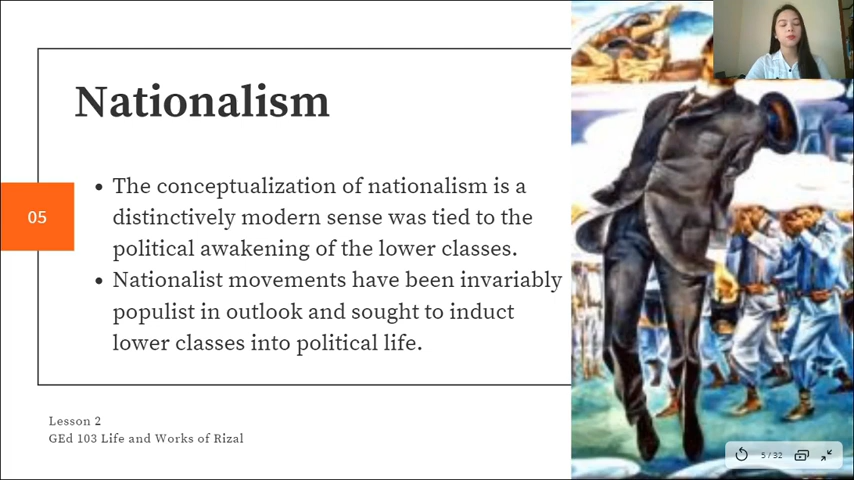 Nationalism
• The conceptualization of nationalism is a
distinctively modern sense was tied to the
political awakening of the lower classes.
• Nationalist movements have been invariably
populist in outlook and sought to induct
lower classes into political life.
05
Lesson 2
GEd 103 Life and Works of Rizal
5 / 32